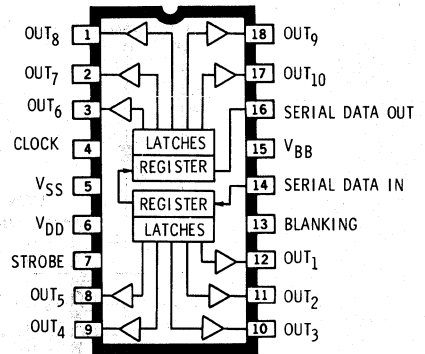 OUT8 1 18 OUT9
OUT7 2 17 OUT10
OUT6 3 16 SERIAL DATA OUT
CLOCK 4 LATCHES 15 VBB
REGISTER
VSS 5 14 SERIAL DATA IN
REGISTER
VDD 6 LATCHES 13 BLANKING
STROBE 7 12 OUT1
OUT5 8 11 OUT2
OUT4 9 10 OUT3